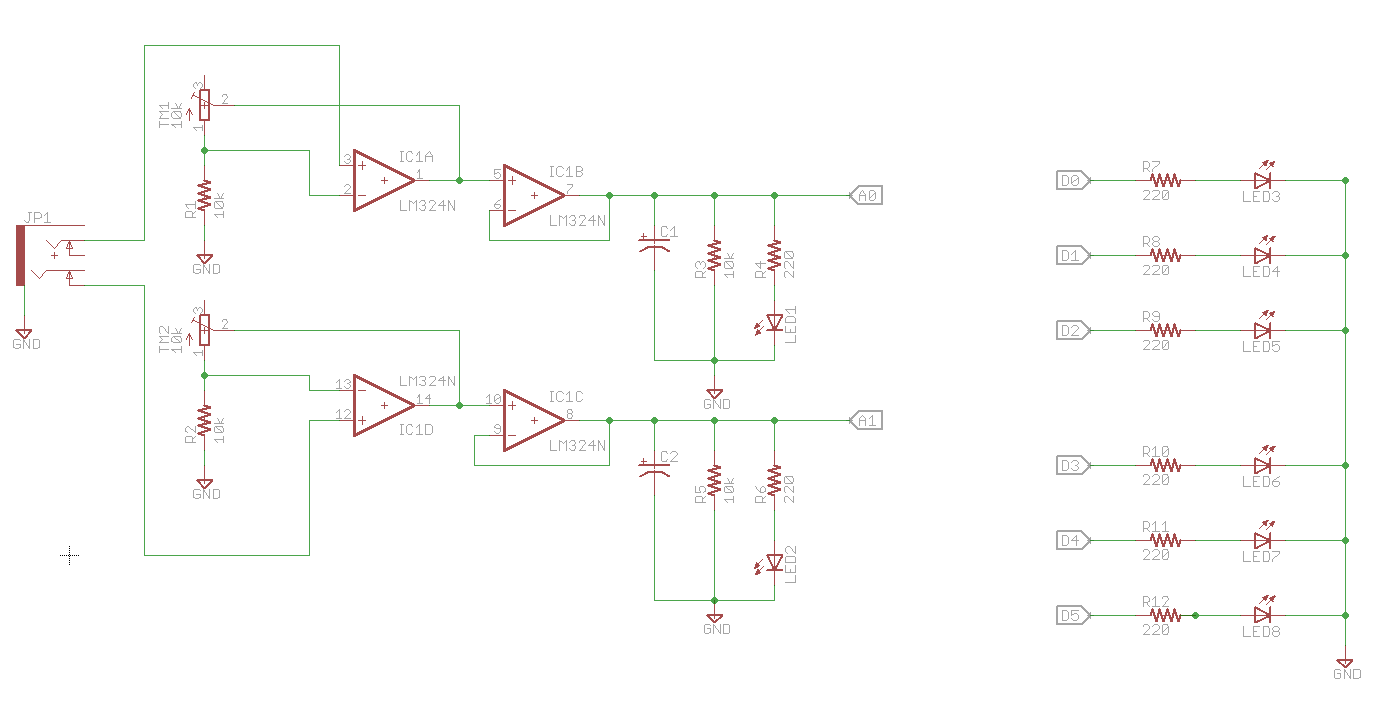 JP1
GND
TM1
10k
3
2
1
R1
10k
GND
3
2
1
IC1A
LM324N
5
6
7
IC1B
LM324N
A0
C1
R3
10k
R4
220
LED1
GND
TM2
10k
3
2
1
R2
10k
GND
13
12
14
LM324N
IC1D
10
9
8
IC1C
LM324N
A1
C2
R5
10k
R6
220
LED2
GND
D0
R7
220
LED3
D1
R8
220
LED4
D2
R9
220
LED5
D3
R10
220
LED6
D4
R11
220
LED7
D5
R12
220
LED8
GND